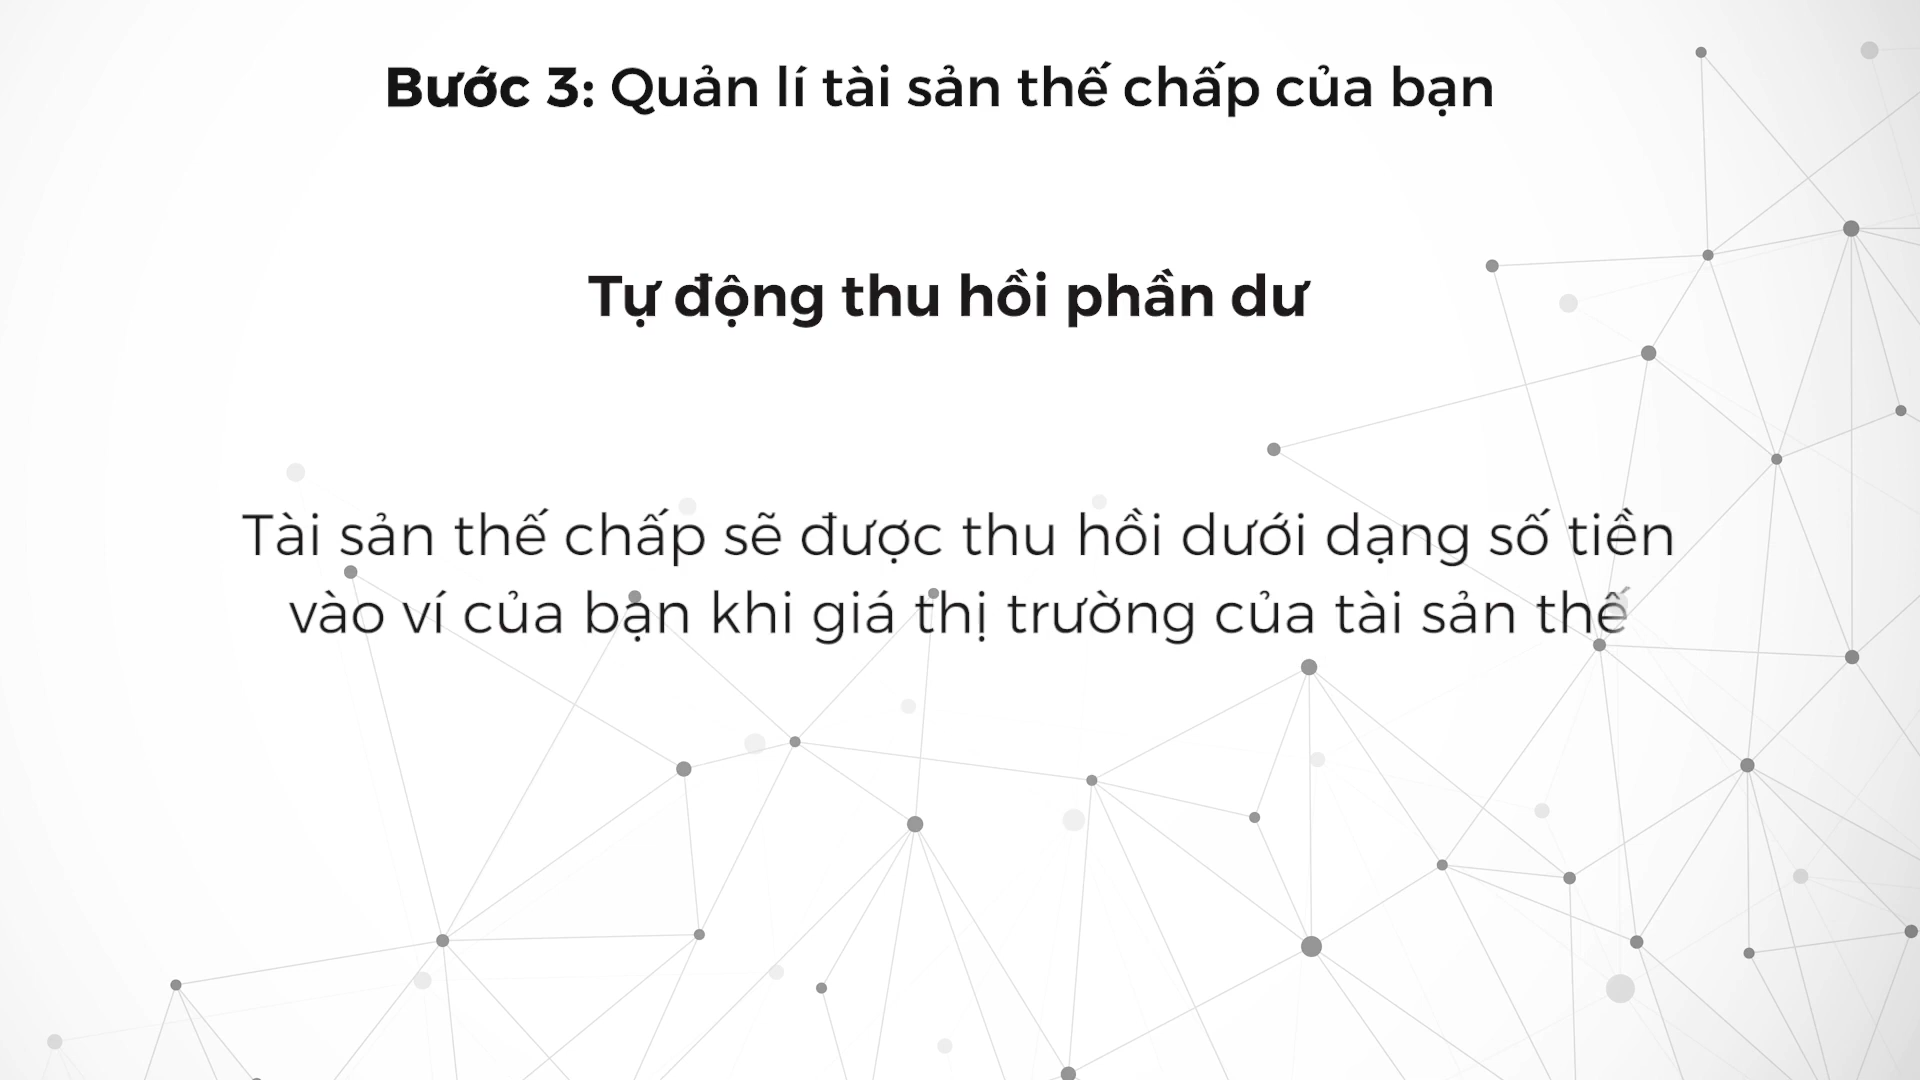 Bước 3: Quản lí tài sản thế chấp của bạn
Tự động thu hồi phần dư
Tài sản thế chấp sẽ được thu hồi dưới dạng số tiền
vào ví của bạn khi giá thị trường của tài sản thế